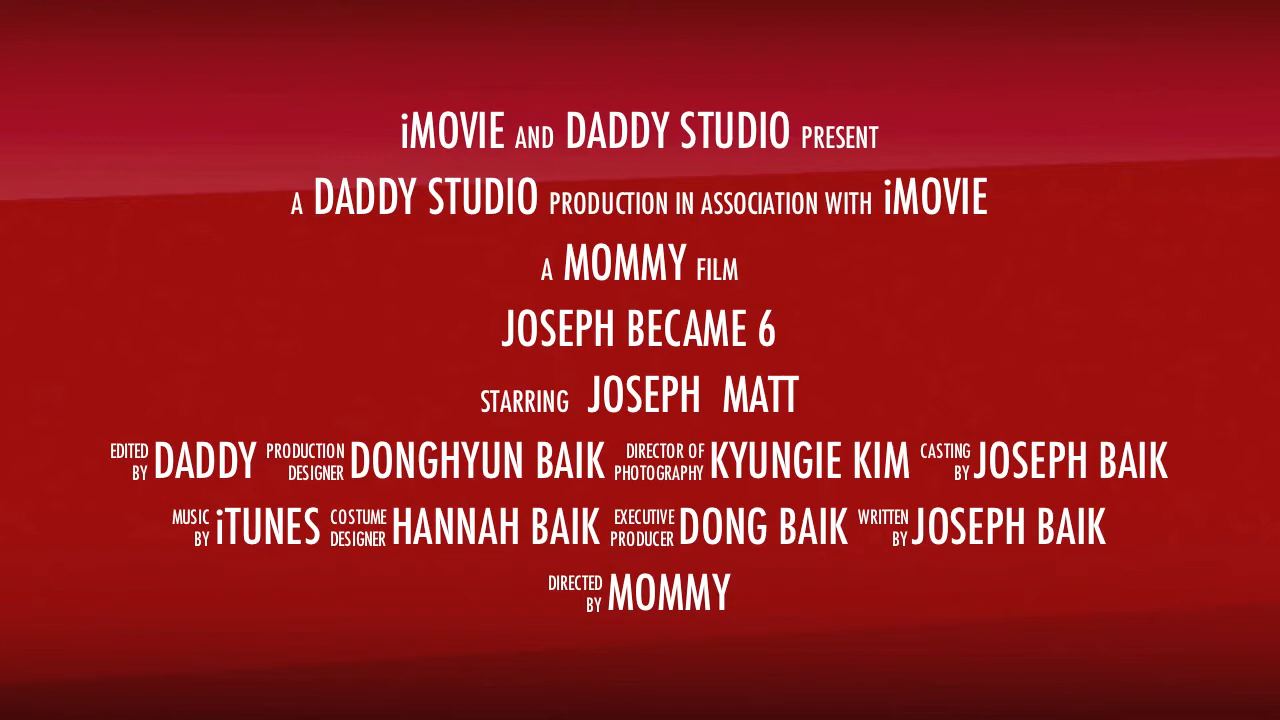 iMOVIE AND DADDY STUDIO PRESENT
A DADDY STUDIO PRODUCTION IN ASSOCIATION WITH iMOVIE
A MOMMY FILM
JOSEPH BECAME 6
STARRING JOSEPH MATT
EDITED BY DADDY PRODUCTION DESIGNER DONGHYUN BAIK DIRECTOR OF PHOTOGRAPHY KYUNGIE KIM CASTING BY JOSEPH BAIK
MUSIC BY iTUNES COSTUME DESIGNER HANNAH BAIK EXECUTIVE PRODUCER DONG BAIK WRITTEN BY JOSEPH BAIK
DIRECTED BY MOMMY